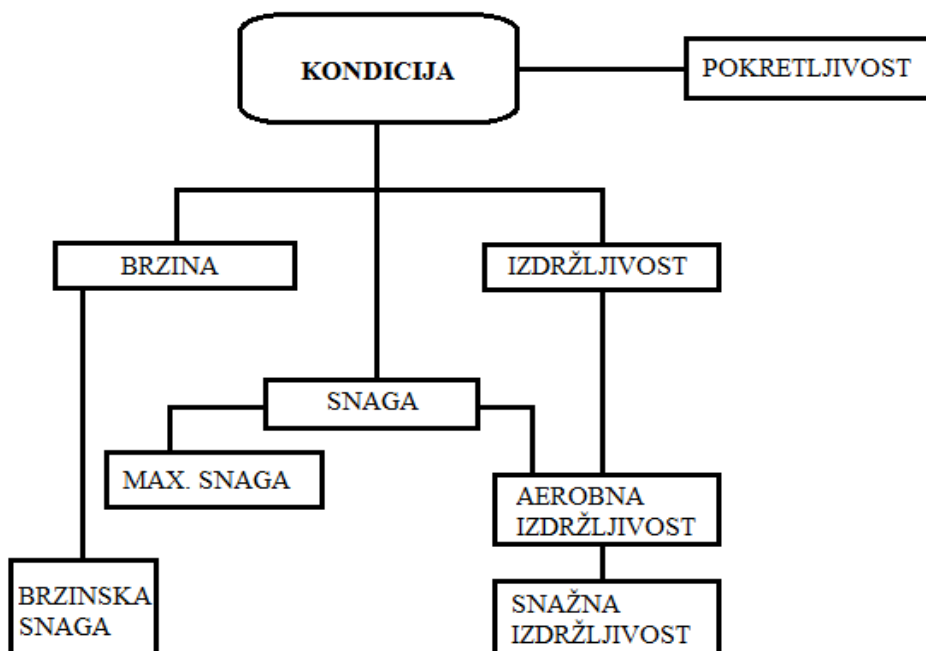 KONDICIJA
POKRETLJIVOST
BRZINA
IZDRŽLJIVOST
SNAGA
MAX. SNAGA
AEROBNA
IZDRŽLJIVOST
BRZINSKA
SNAGA
SNAŽNA
IZDRŽLJIVOST